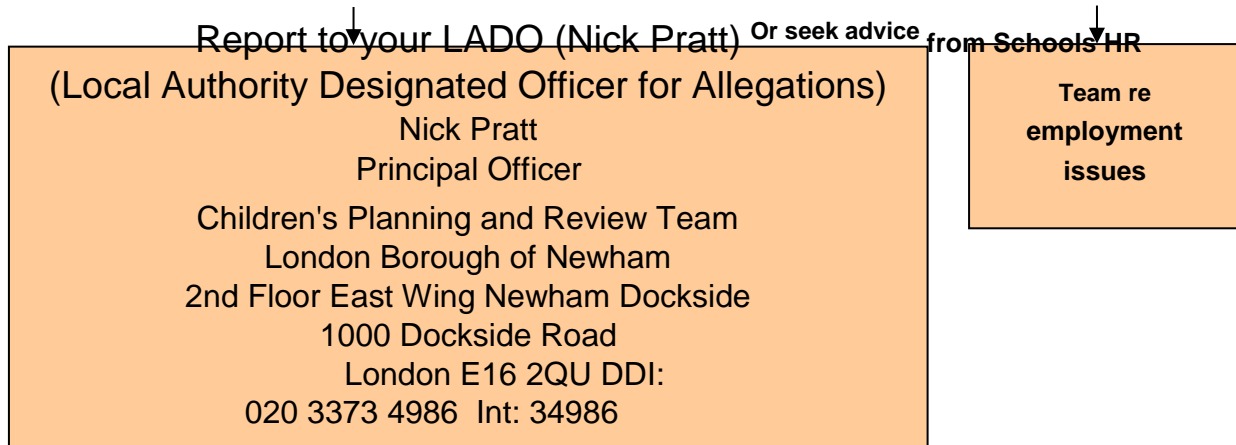 Report to your LADO (Nick Pratt)
(Local Authority Designated Officer for Allegations)
Nick Pratt
Principal Officer
Children's Planning and Review Team
London Borough of Newham
2nd Floor East Wing Newham Dockside
1000 Dockside Road
London E16 2QU DDI:
020 3373 4986 Int: 34986
Or seek advice from Schools HR
Team re
employment
issues